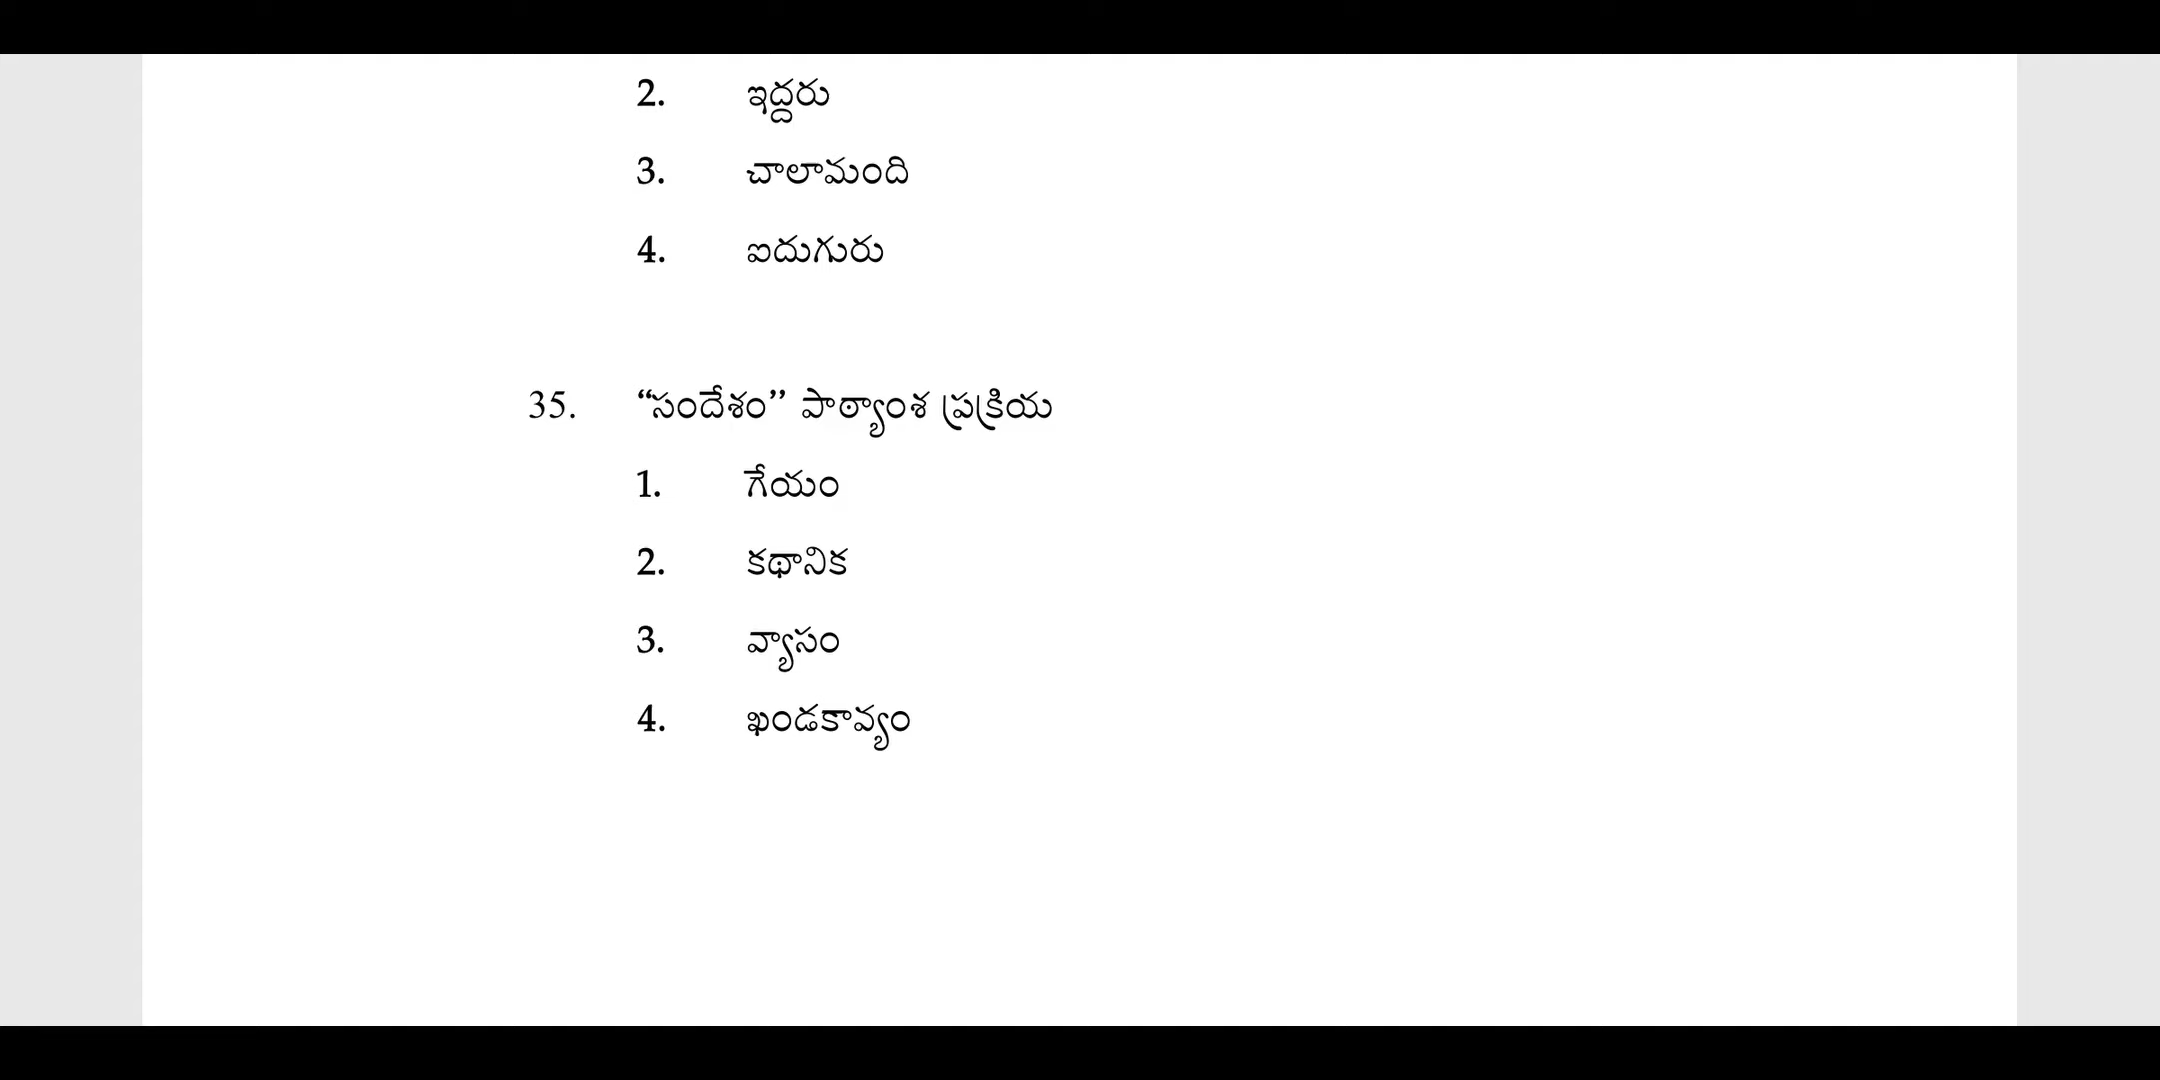 2. ఇద్దరు
3. చాలామంది
4. ఐదుగురు
35. “సందేశం” పాఠ్యాంశ ప్రక్రియ
1. గేయం
2. కథానిక
3. వ్యాసం
4. ఖండకావ్యం